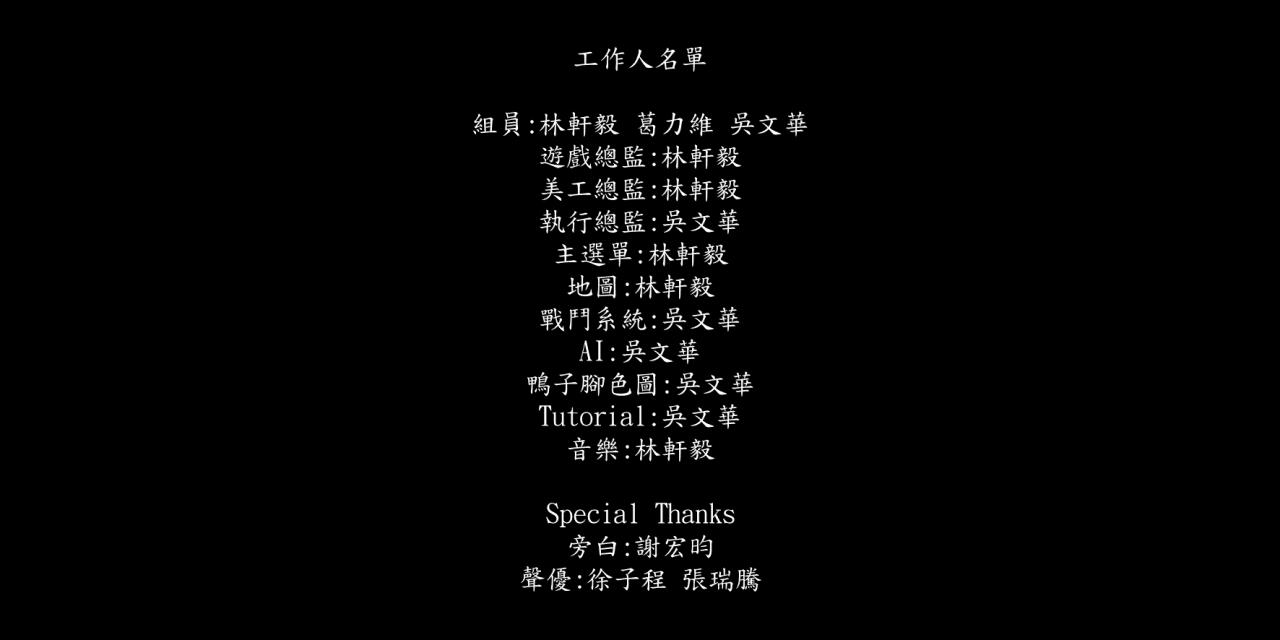 工作人名單
組員:林軒毅 葛力維 吳文華
遊戲總監:林軒毅
美工總監:林軒毅
執行總監:吳文華
主選單:林軒毅
地圖:林軒毅
戰鬥系統:吳文華
AI:吳文華
鴨子腳色圖:吳文華
Tutorial:吳文華
音樂:林軒毅
Special Thanks
旁白:謝宏昀
聲優:徐子程 張瑞騰